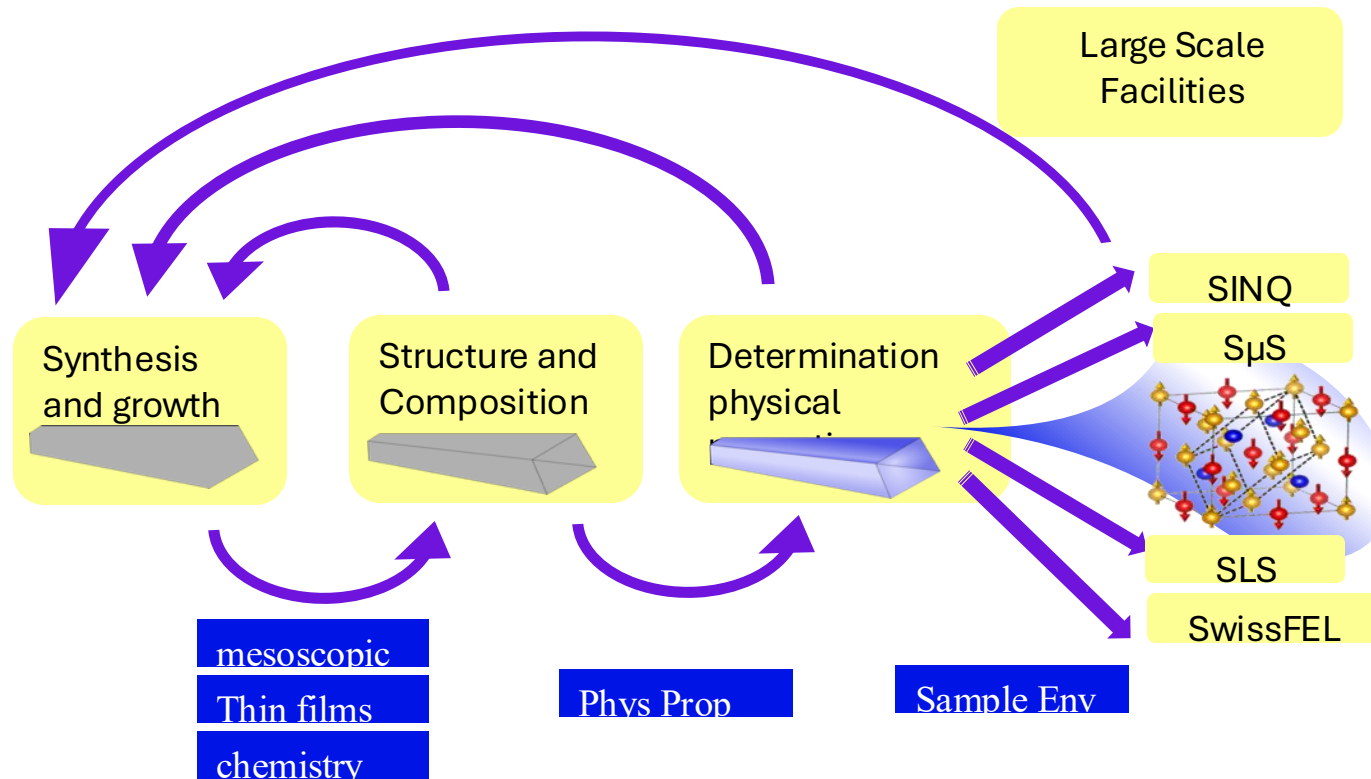 Large Scale
Facilities
SINQ
SμS
Synthesis
and growth
Structure and
Composition
Determination
physical
SLS
SwissFEL
mesoscopic
Thin films
chemistry
Phys Prop
Sample Env